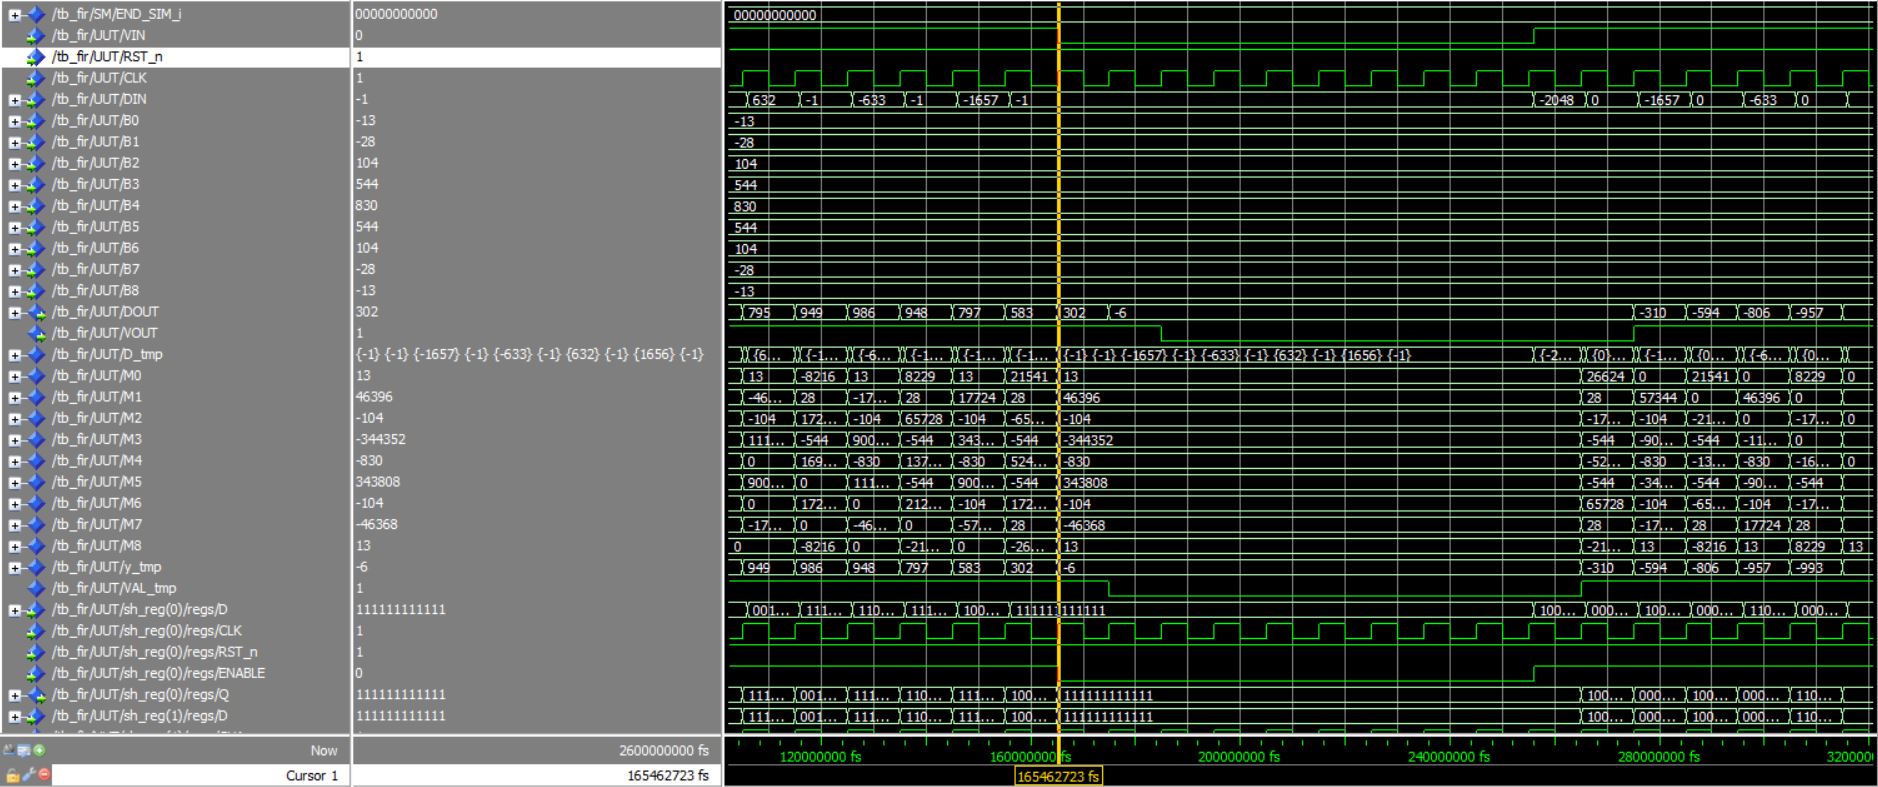 /tb_fir/SM/END_SIM_i 00000000000 00000000000
/tb_fir/UUT/VIN 0
/tb_fir/UUT/RST_n 1
/tb_fir/UUT/CLK 1
/tb_fir/UUT/DIN -1 632 -1 -633 -1 -1657 -1 -2048 0 -1657 0 -633 0
/tb_fir/UUT/B0 -13 -13
/tb_fir/UUT/B1 -28 -28
/tb_fir/UUT/B2 104 104
/tb_fir/UUT/B3 544 544
/tb_fir/UUT/B4 830 830
/tb_fir/UUT/B5 544 544
/tb_fir/UUT/B6 104 104
/tb_fir/UUT/B7 -28 -28
/tb_fir/UUT/B8 -13 -13
/tb_fir/UUT/DOUT 302 795 949 986 948 797 583 302 -6 -310 -594 -806 -957
/tb_fir/UUT/VOUT 1
/tb_fir/UUT/D_tmp {-1} {-1} {-1657} {-1} {-633} {-1} {632} {-1} {1656} {-1} {6... {-1... {-6... {-1... {-1... {-1... {-1} {-1} {-1657} {-1} {-633} {-1} {632} {-1} {1656} {-1} {-2... {0}... {-1... {0... {-6... {0...
/tb_fir/UUT/M0 13 13 -8216 13 8229 13 21541 13 26624 0 21541 0 8229 0
/tb_fir/UUT/M1 46396 -46... 28 -17... 28 17724 28 46396 28 57344 0 46396 0
/tb_fir/UUT/M2 -104 -104 172... -104 65728 -104 -65... -104 -17... -104 -21... 0 -17... 0
/tb_fir/UUT/M3 -344352 111... -544 900... -544 343... -544 -344352 -544 -90... -544 -11... 0
/tb_fir/UUT/M4 -830 0 169... -830 137... -830 524... -830 -52... -830 -13... -830 -16... 0
/tb_fir/UUT/M5 343808 900... 0 111... -544 900... -544 343808 -544 -34... -544 -90... -544
/tb_fir/UUT/M6 -104 0 172... 0 212... -104 172... -104 65728 -104 -65... -104 -17...
/tb_fir/UUT/M7 -46368 -17... 0 -46... 0 -57... 28 -46368 28 -17... 28 17724 28
/tb_fir/UUT/M8 13 0 -8216 0 -21... 0 -26... 13 -21... 13 -8216 13 8229 13
/tb_fir/UUT/y_tmp -6 949 986 948 797 583 302 -6 -310 -594 -806 -957 -993
/tb_fir/UUT/VAL_tmp 1
/tb_fir/UUT/sh_reg(0)/regs/D 111111111111 001... 111... 110... 111... 100... 111111111111 100... 000... 100... 000... 110... 000...
/tb_fir/UUT/sh_reg(0)/regs/CLK 1
/tb_fir/UUT/sh_reg(0)/regs/RST_n 1
/tb_fir/UUT/sh_reg(0)/regs/ENABLE 0
/tb_fir/UUT/sh_reg(0)/regs/Q 111111111111 111... 001... 111... 110... 111... 100... 111111111111 100... 000... 100... 000... 110...
/tb_fir/UUT/sh_reg(1)/regs/D 111111111111 111... 001... 111... 110... 111... 100... 111111111111 100... 000... 100... 000... 110...
Now 2600000000 fs 120000000 fs 160000000 fs 200000000 fs 240000000 fs 280000000 fs 3200000
Cursor 1 165462723 fs 165462723 fs